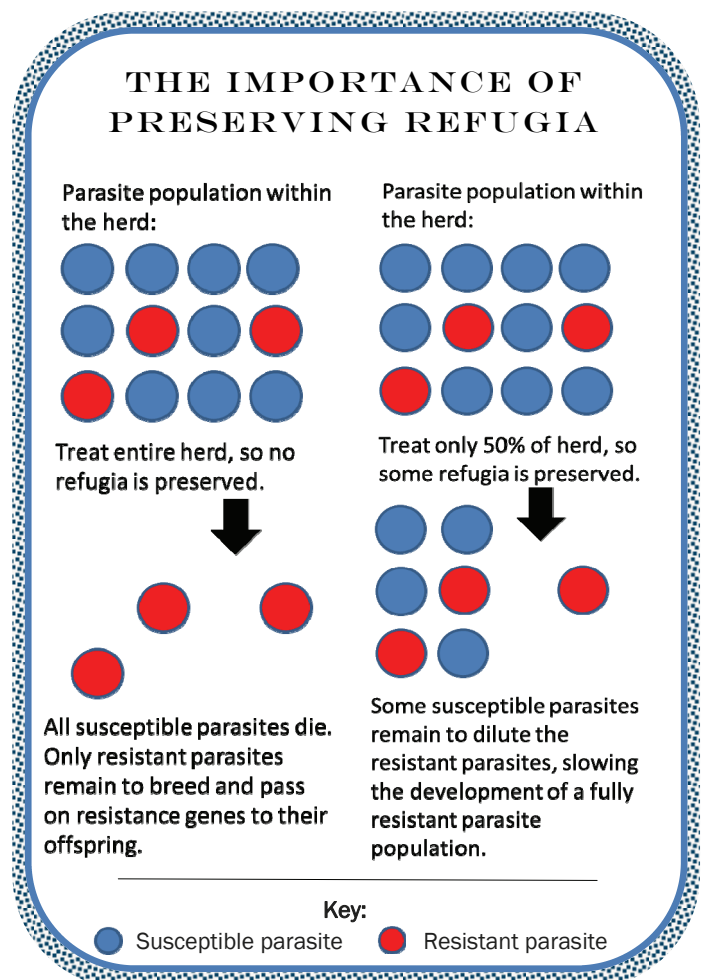 THE IMPORTANCE OF
PRESERVING REFUGIA
Parasite population within
the herd:
Treat entire herd, so no
refugia is preserved.
All susceptible parasites die.
Only resistant parasites
remain to breed and pass
on resistance genes to their
offspring.
Parasite population within
the herd:
Treat only 50% of herd, so
some refugia is preserved.
Some susceptible parasites
remain to dilute the
resistant parasites, slowing
the development of a fully
resistant parasite
population.
Key:
Susceptible parasite
Resistant parasite